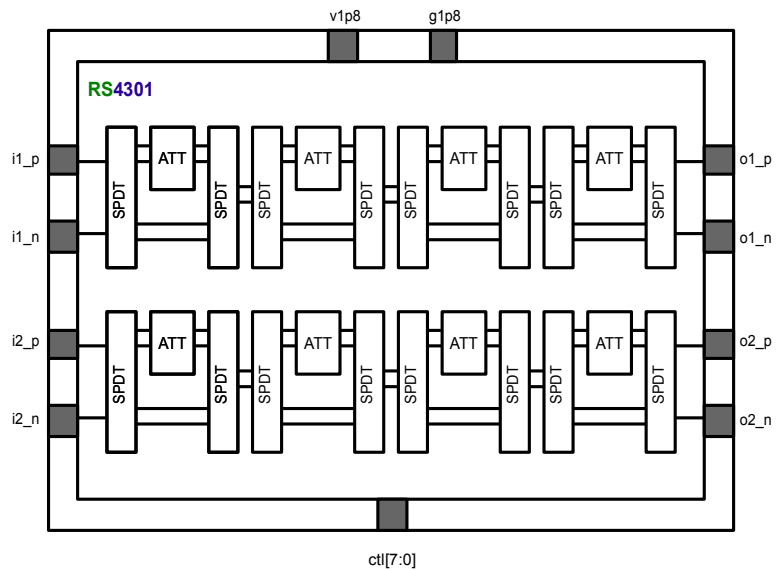 v1p8 g1p8
RS4301
i1_p SPDT ATT SPDT SPDT ATT SPDT SPDT ATT SPDT SPDT ATT SPDT o1_p
i1_n o1_n
i2_p SPDT ATT SPDT SPDT ATT SPDT SPDT ATT SPDT SPDT ATT SPDT o2_p
i2_n o2_n
ctl[7:0]